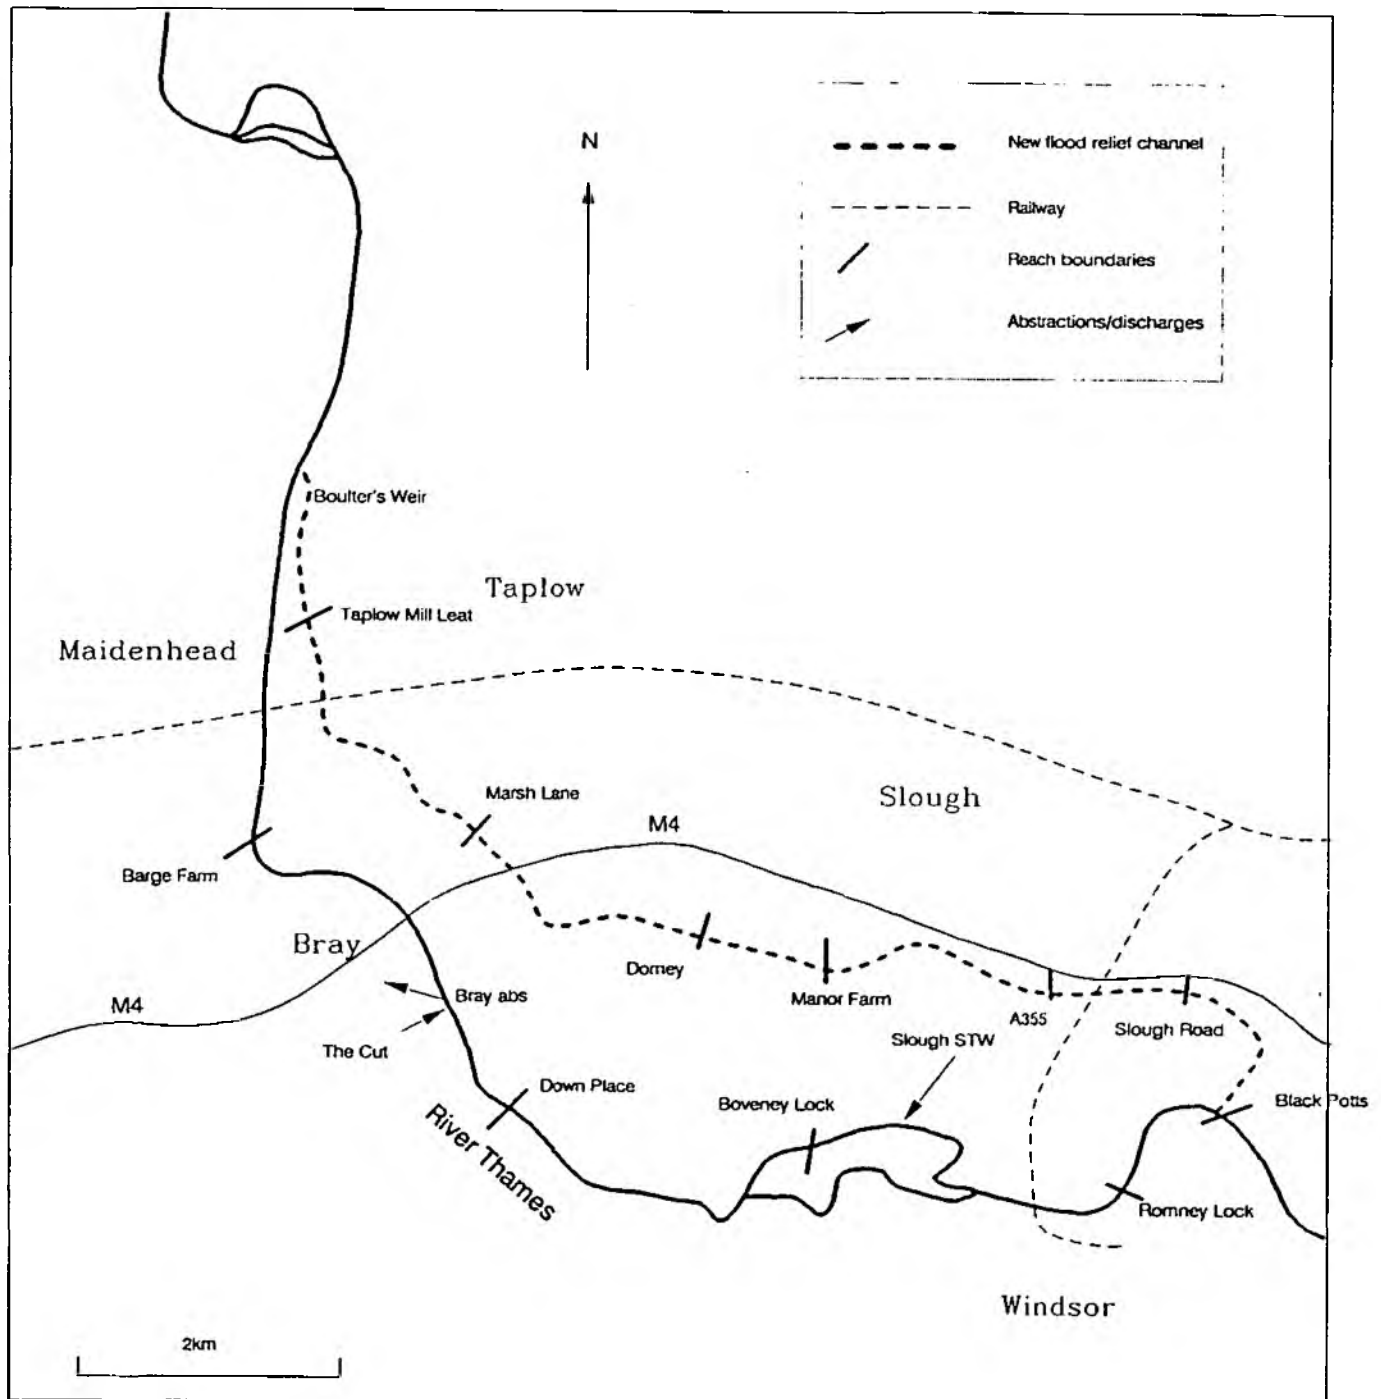 N
New flood relief channel
Railway
Reach boundaries
Abstractions/discharges
Boulter's Weir
Taplow
Taplow Mill Leat
Maidenhead
Marsh Lane
Slough
M4
Barge Farm
Bray
Dorney
Manor Farm
M4
Bray abs
A355
Slough Road
The Cut
Slough STW
Down Place
Boveney Lock
Black Potts
River Thames
Romney Lock
Windsor
2km